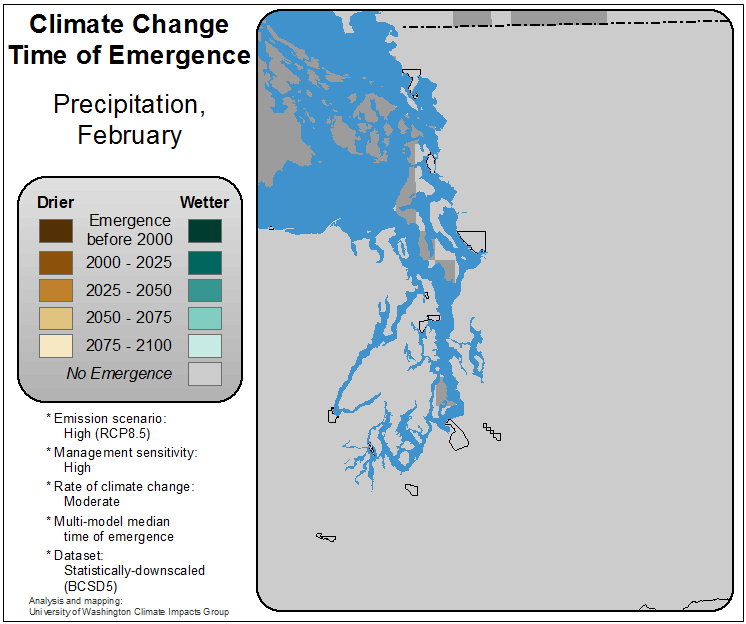 Climate Change
Time of Emergence
Precipitation,
February
Drier
Wetter
Emergence
before 2000
2000 - 2025
2025 - 2050
2050 - 2075
2075 - 2100
No Emergence
* Emission scenario:
High (RCP8.5)
* Management sensitivity:
High
* Rate of climate change:
Moderate
* Multi-model median
time of emergence
* Dataset:
Statistically-downscaled
(BCSD5)
Analysis and mapping:
University of Washington Climate Impacts Group